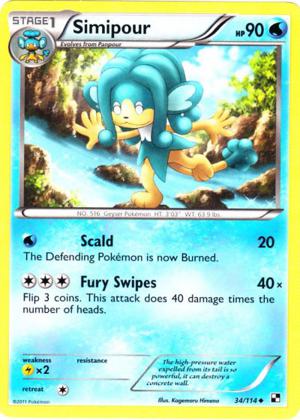 STAGE1
Simipour
HP 90
Evolves from Panpour
NO. 516 Geyser Pokémon HT: 3'03" WT: 63.9 lbs
Scald 20
The Defending Pokémon is now Burned.
Fury Swipes 40×
Flip 3 coins. This attack does 40 damage times
the number of heads.
weakness
resistance
×2
retreat
The high-pressure water
expelled from its tail is so
powerful, it can destroy a
concrete wall.
©2011 Pokémon
Illus. Kagemaru Himeno
34/114